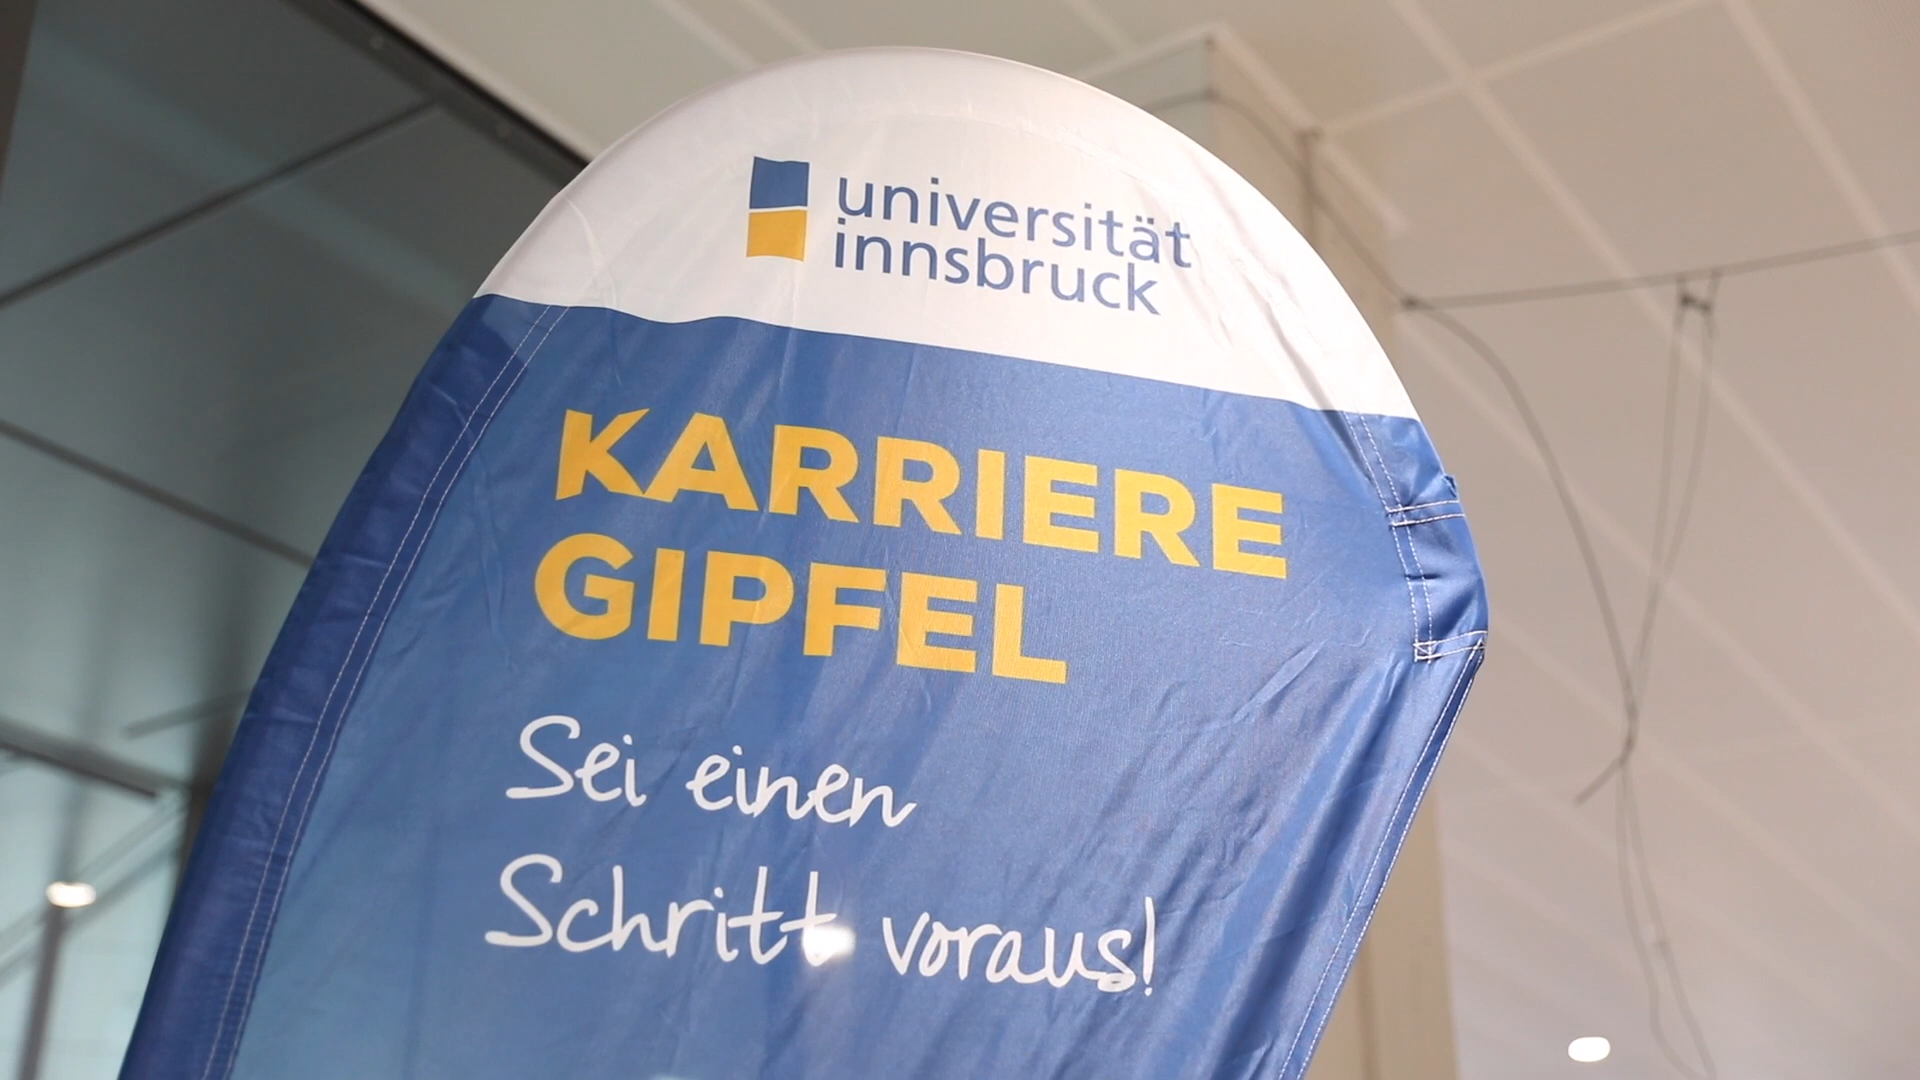 universität
innsbruck
KARRIERE
GIPFEL
Sei einen
Schritt voraus!